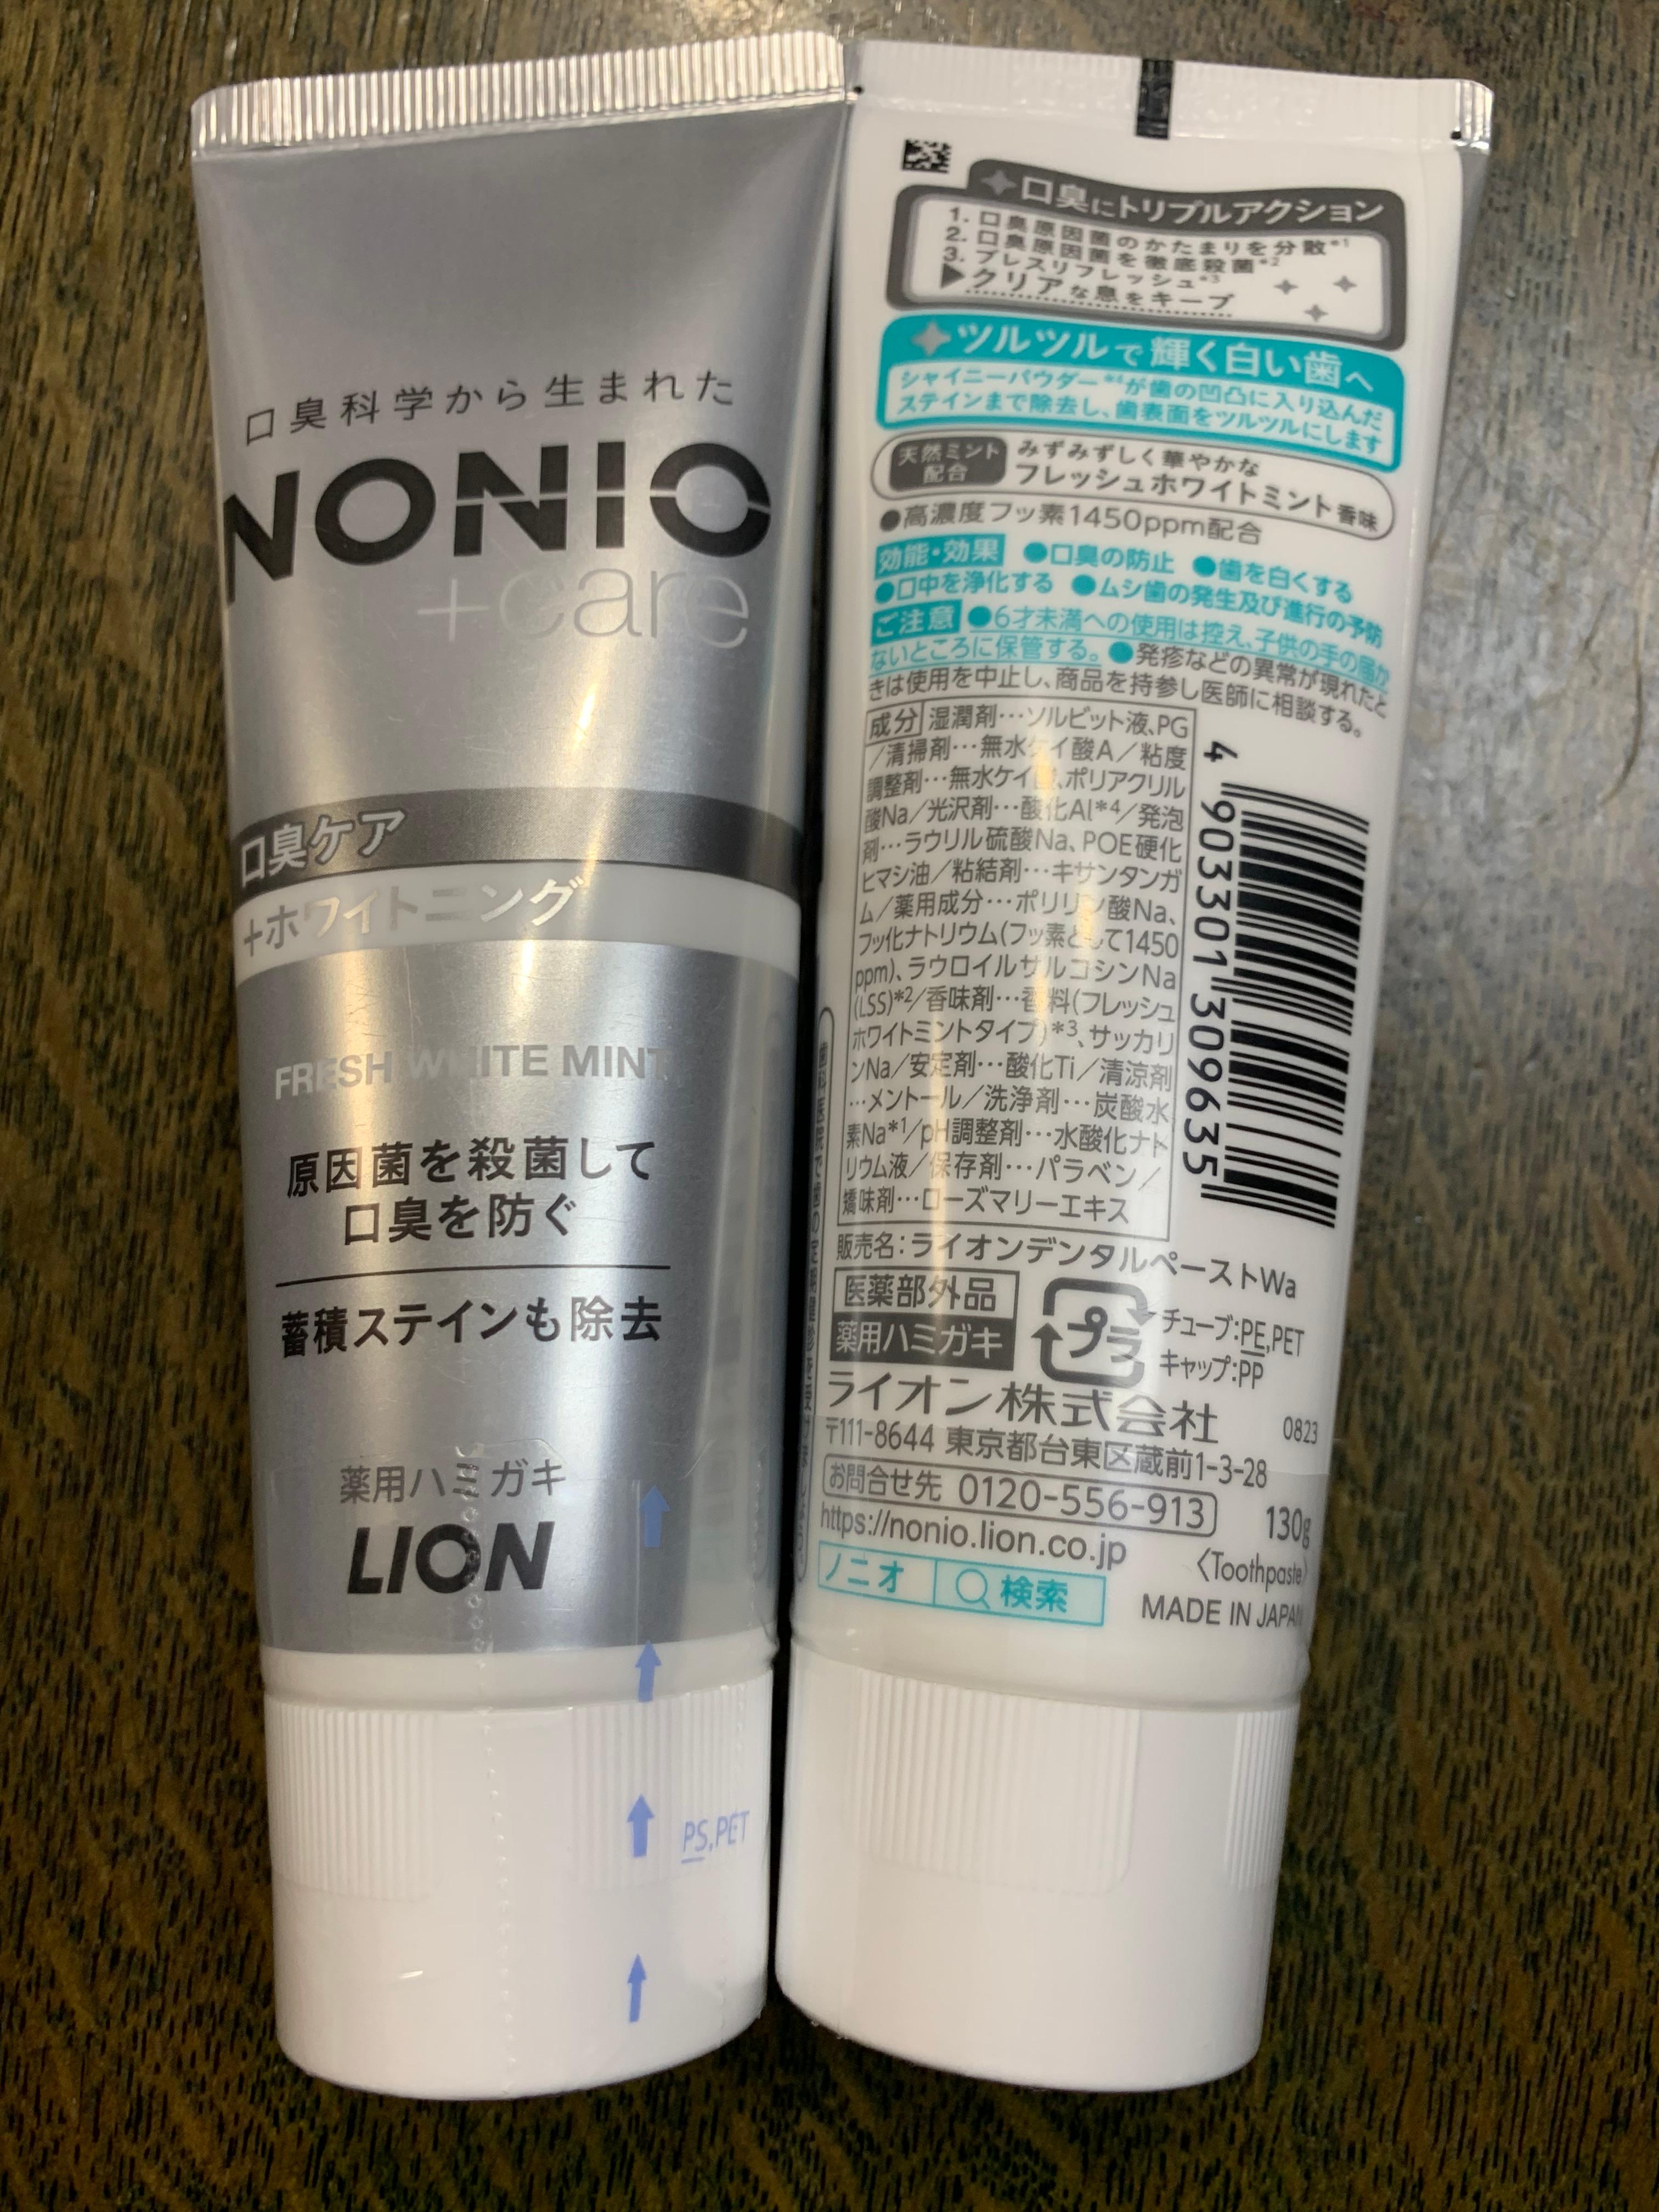 口臭科学から生まれた
NONIO
+care
口臭ケア
+ホワイトニング
FRESH WHITE MINT
原因菌を殺菌して
口臭を防ぐ
蓄積ステインも除去
薬用ハミガキ
LION
PS,PET
口臭にトリプルアクション
1. 口臭原因菌のかたまりを分散*1
2. 口臭原因菌を徹底殺菌*2
3. ブレスリフレッシュ*3
▶クリアな息をキープ
ツルツルで輝く白い歯へ
シャイニーパウダー*4が歯の凹凸に入り込んだ
ステインまで除去し、歯表面をツルツルにします
天然ミント
配合
みずみずしく華やかな
フレッシュホワイトミント香味
●高濃度フッ素1450ppm配合
効能・効果 ●口臭の防止 ●歯を白くする
●口中を浄化する ●ムシ歯の発生及び進行の予防
ご注意 ●6才未満への使用は控え、子供の手の届か
ないところに保管する。●発疹などの異常が現れたと
きは使用を中止し、商品を持参し医師に相談する。
成分 湿潤剤…ソルビット液、PG
/清掃剤…無水ケイ酸A/粘度
調整剤…無水ケイ酸、ポリアクリル
酸Na/光沢剤…酸化Al*4/発泡
剤…ラウリル硫酸Na、POE硬化
ヒマシ油/粘結剤…キサンタンガ
ム/薬用成分…ポリリン酸Na、
フッ化ナトリウム(フッ素として1450
ppm)、ラウロイルサルコシンNa
(LSS)*2/香味剤…香料(フレッシュ
ホワイトミントタイプ)*3、サッカリ
ンNa/安定剤…酸化Ti/清涼剤
…メントール/洗浄剤…炭酸水
素Na*1/pH調整剤…水酸化ナト
リウム液/保存剤…パラベン/
矯味剤…ローズマリーエキス
4 903301 309635
販売名:ライオンデンタルペーストWa
医薬部外品
薬用ハミガキ
プラ
チューブ:PE,PET
キャップ:PP
ライオン株式会社
0823
〒111-8644 東京都台東区蔵前1-3-28
お問合せ先 0120-556-913
130g
https://nonio.lion.co.jp
〈Toothpaste〉
ノニオ 検索
MADE IN JAPAN